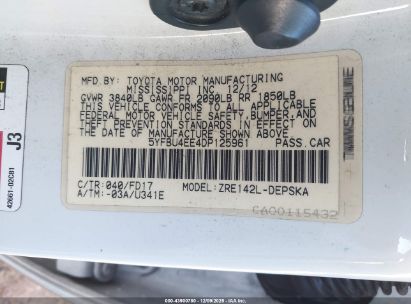 MFD. BY: TOYOTA MOTOR MANUFACTURING
MISSISSIPPI INC. 12/12
GVWR 3840LB GAWR FR 2090LB RR 1850LB
THIS VEHICLE CONFORMS TO ALL APPLICABLE
FEDERAL MOTOR VEHICLE SAFETY, BUMPER, AND
THEFT PREVENTION STANDARDS IN EFFECT ON
THE DATE OF MANUFACTURE SHOWN ABOVE.
5YFBU4EE4DP125961 PASS.CAR
C/TR: 040/FD17 MODEL: ZRE142L-DEPSKA
A/TM: -03A/U341E
CA00115432
J3
42661-02C81